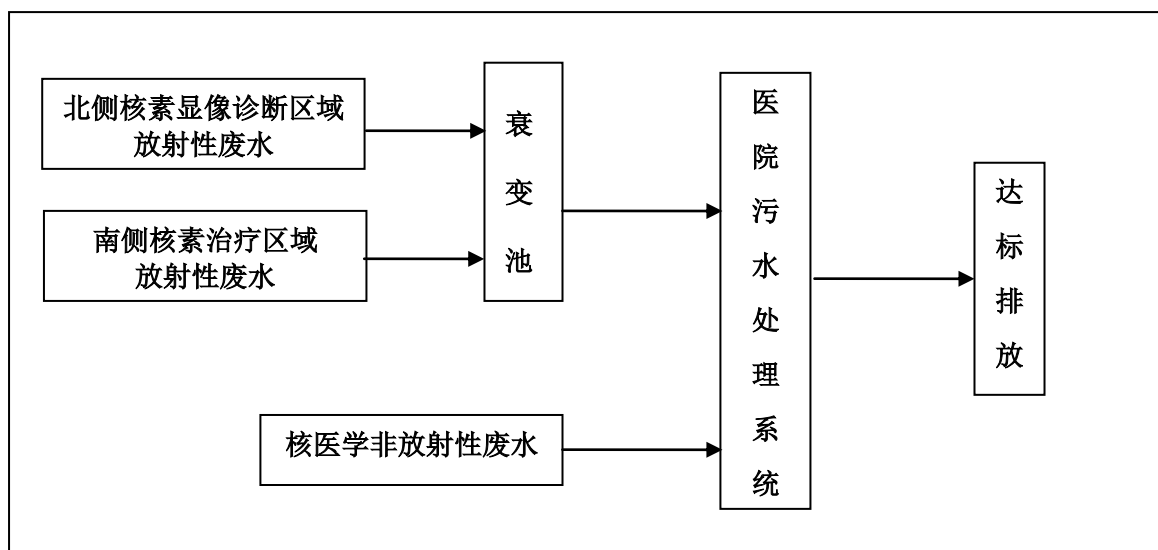 北侧核素显像诊断区域
放射性废水
南侧核素治疗区域
放射性废水
衰变池
核医学非放射性废水
医院污水处理系统
达标排放